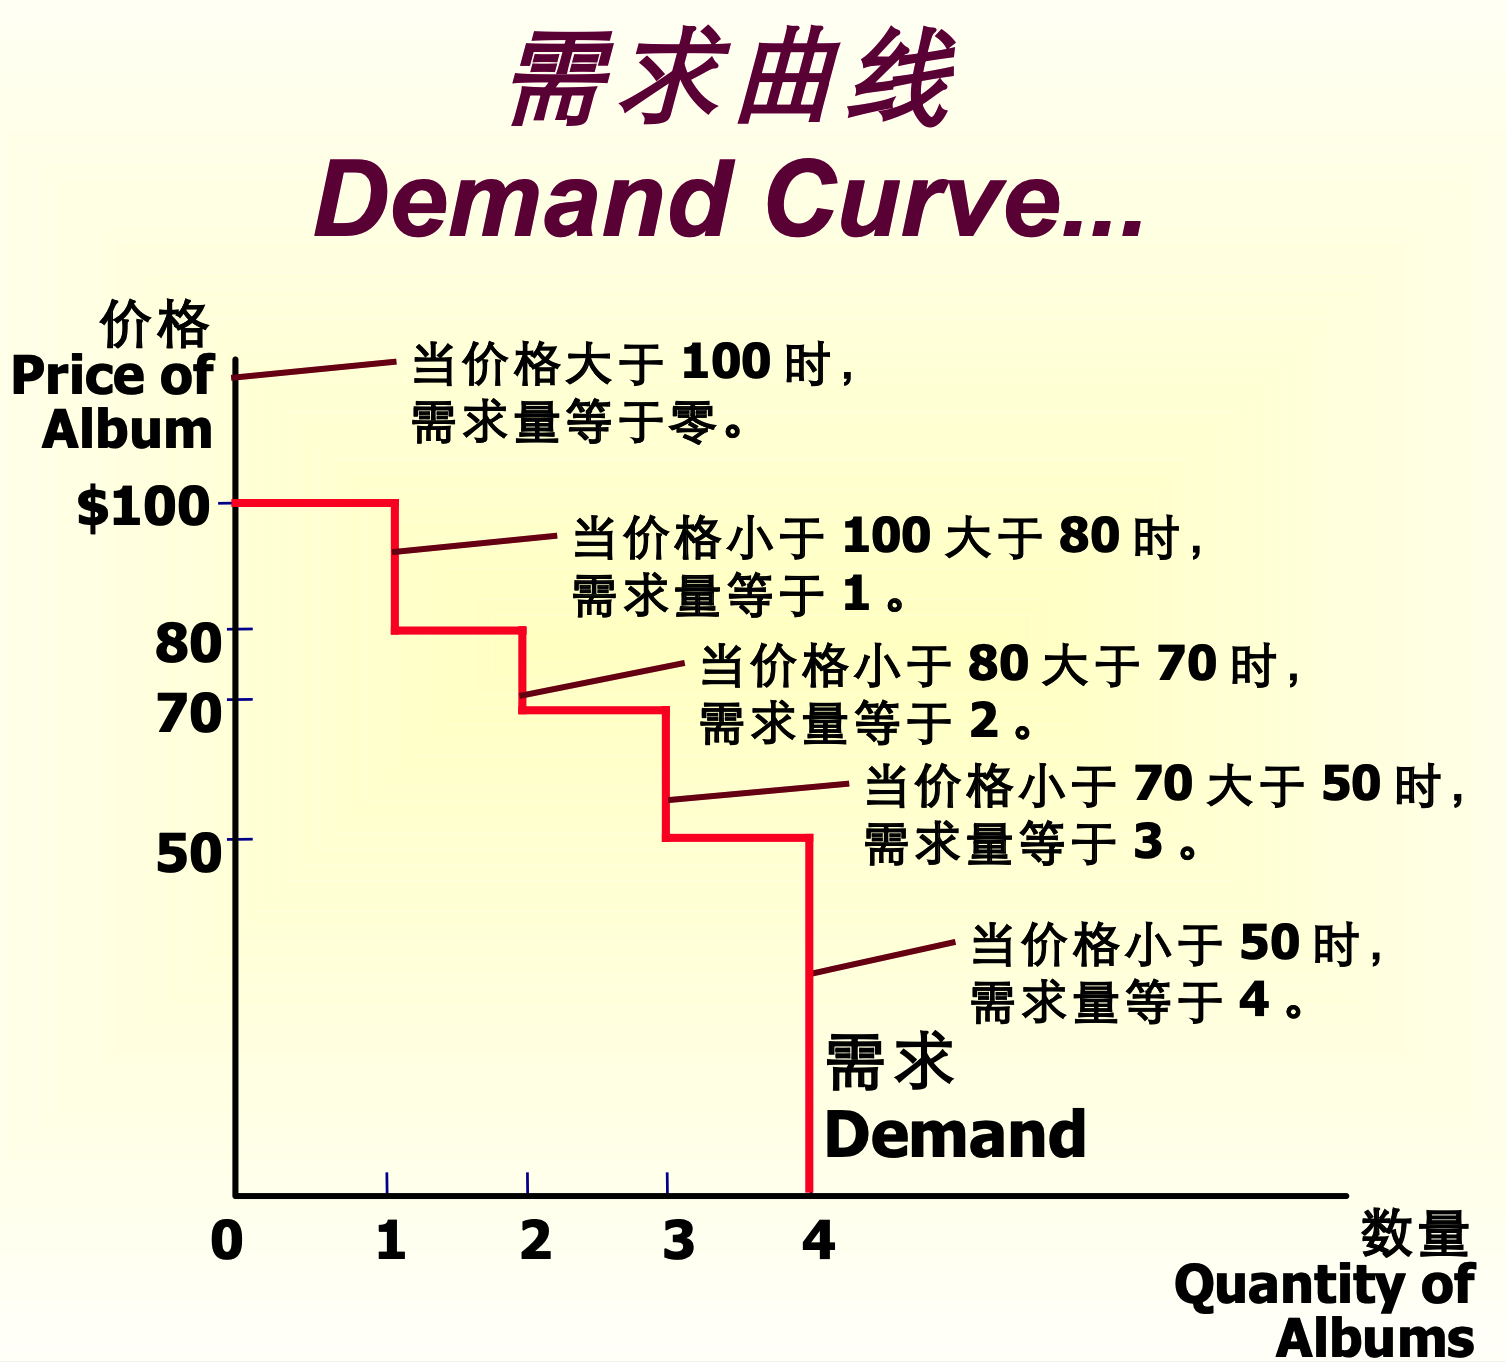 需求曲线
Demand Curve...
价格
Price of
Album
当价格大于 100 时，
需求量等于零。
$100
当价格小于 100 大于 80 时，
需求量等于 1 。
80
当价格小于 80 大于 70 时，
需求量等于 2 。
70
当价格小于 70 大于 50 时，
需求量等于 3 。
50
当价格小于 50 时，
需求量等于 4 。
需求
Demand
0 1 2 3 4
数量
Quantity of
Albums